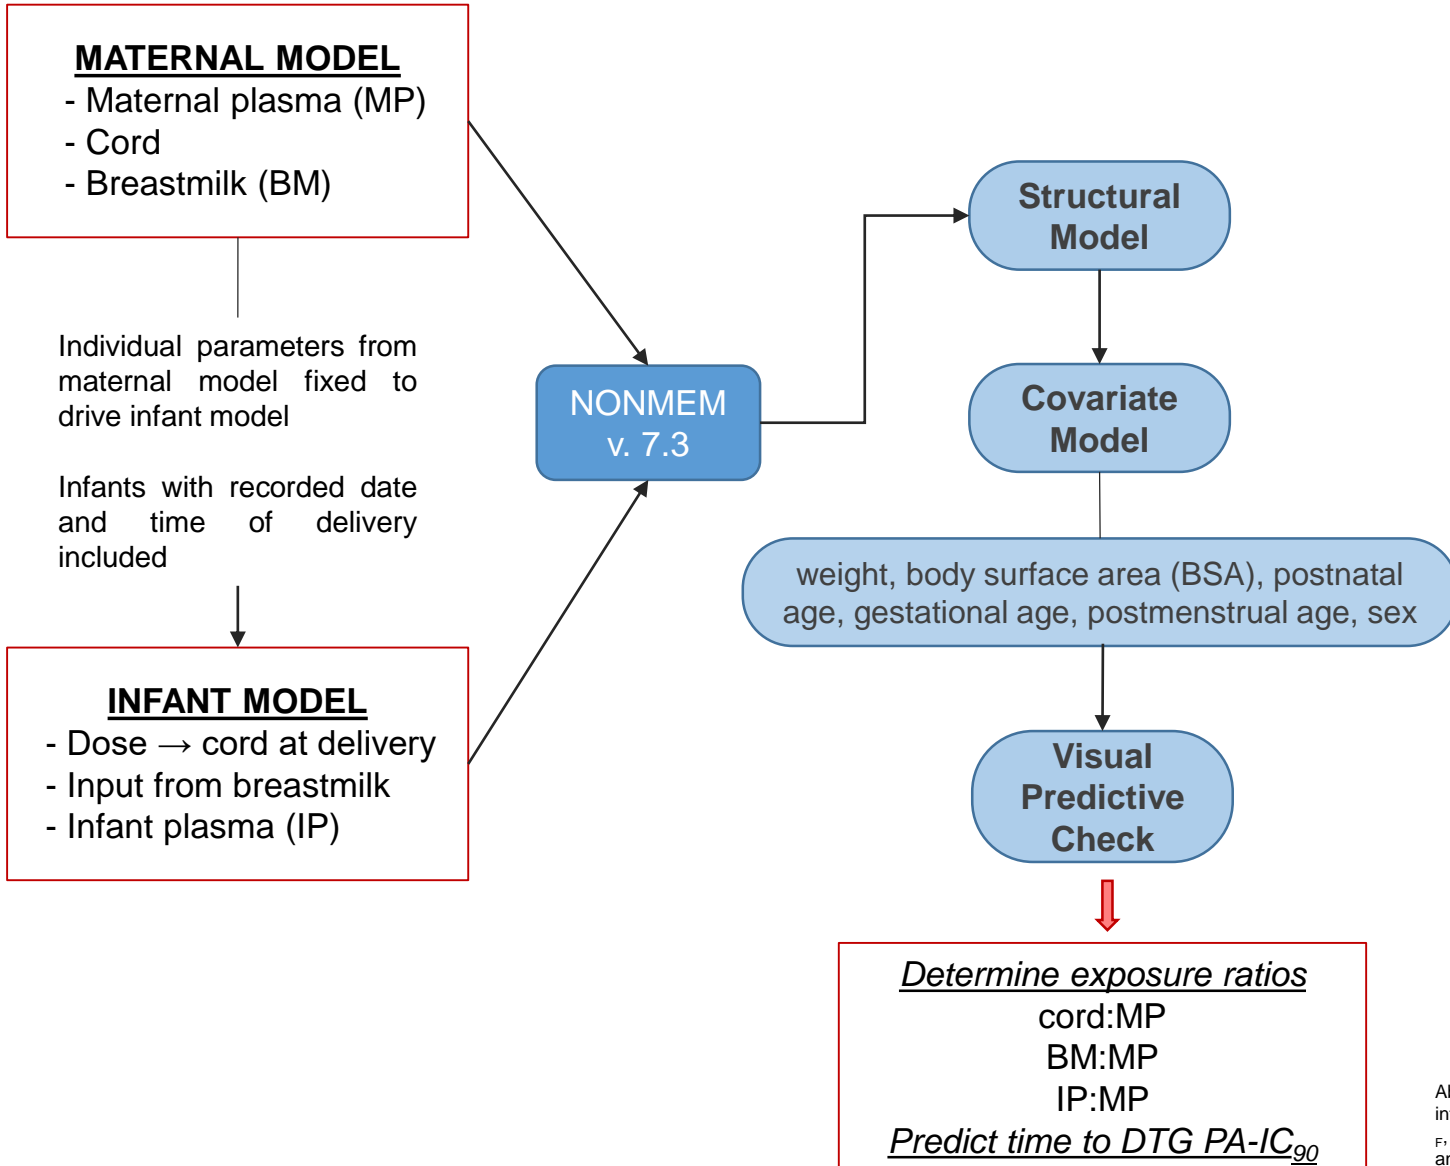 MATERNAL MODEL
- Maternal plasma (MP)
- Cord
- Breastmilk (BM)
Individual parameters from
maternal model fixed to
drive infant model
Infants with recorded date
and time of delivery
included
INFANT MODEL
- Dose → cord at delivery
- Input from breastmilk
- Infant plasma (IP)
NONMEM
v. 7.3
Structural
Model
Covariate
Model
weight, body surface area (BSA), postnatal
age, gestational age, postmenstrual age, sex
Visual
Predictive
Check
Determine exposure ratios
cord:MP
BM:MP
IP:MP
Predict time to DTG PA-IC90